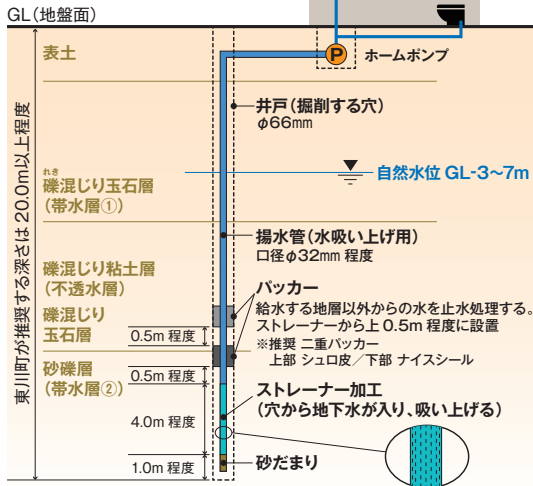 GL（地盤面）
表土
P
ホームポンプ
井戸（掘削する穴）
φ66mm
自然水位 GL-3〜7m
れき
礫混じり玉石層
（帯水層①）
東川町が推奨する深さは 20.0m以上程度
揚水管（水吸い上げ用）
口径φ32mm 程度
礫混じり粘土層
（不透水層）
パッカー
給水する地層以外からの水を止水処理する。
ストレーナーから上 0.5m 程度に設置
※推奨 二重パッカー
上部 シュロ皮／下部 ナイスシール
礫混じり
玉石層
0.5m 程度
砂礫層
（帯水層②）
0.5m 程度
ストレーナー加工
（穴から地下水が入り、吸い上げる）
4.0m 程度
1.0m 程度
砂だまり